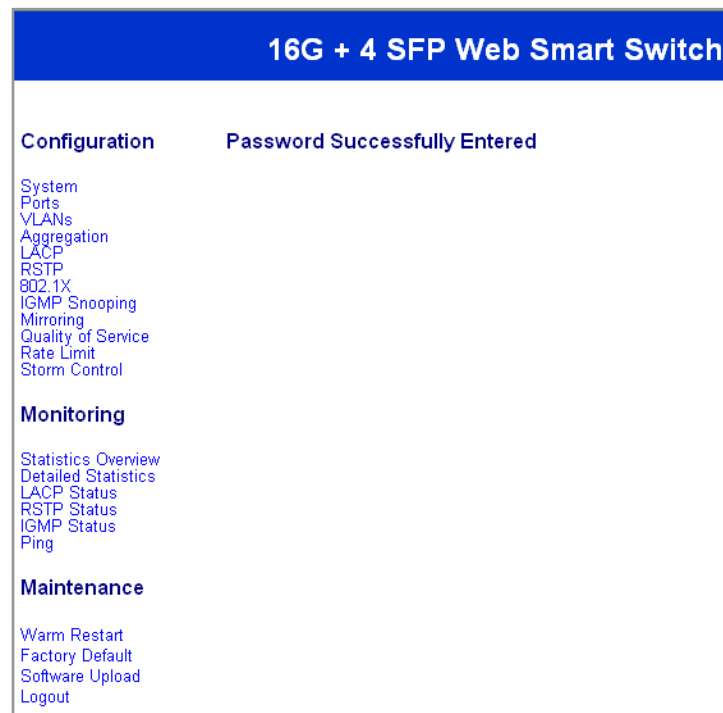 16G + 4 SFP Web Smart Switch
Configuration
Password Successfully Entered
System
Ports
VLANs
Aggregation
LACP
RSTP
802.1X
IGMP Snooping
Mirroring
Quality of Service
Rate Limit
Storm Control
Monitoring
Statistics Overview
Detailed Statistics
LACP Status
RSTP Status
IGMP Status
Ping
Maintenance
Warm Restart
Factory Default
Software Upload
Logout